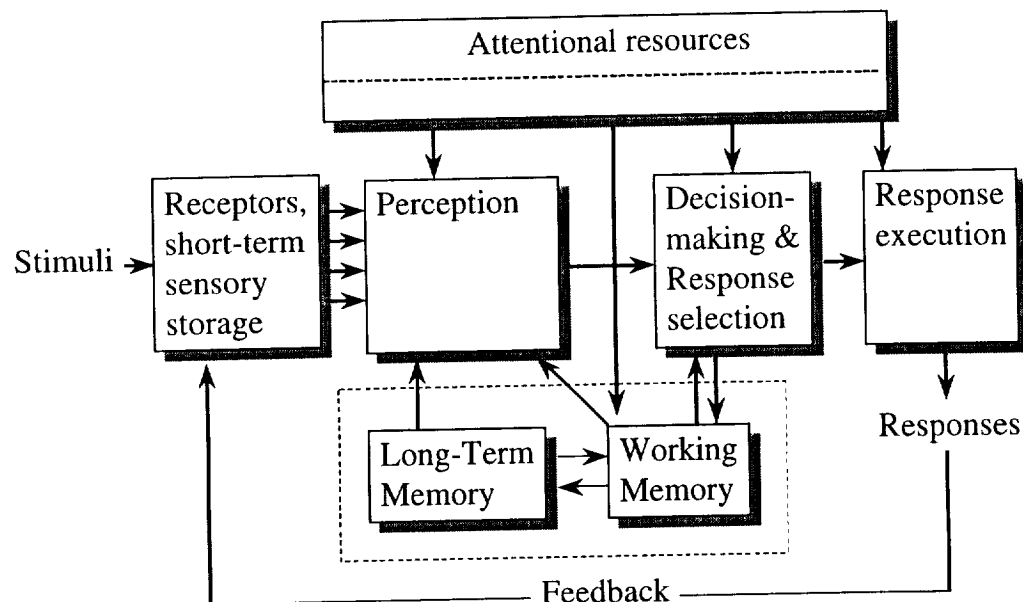 Attentional resources
Stimuli
Receptors,
short-term
sensory
storage
Perception
Decision-
making &
Response
selection
Response
execution
Long-Term
Memory
Working
Memory
Responses
Feedback